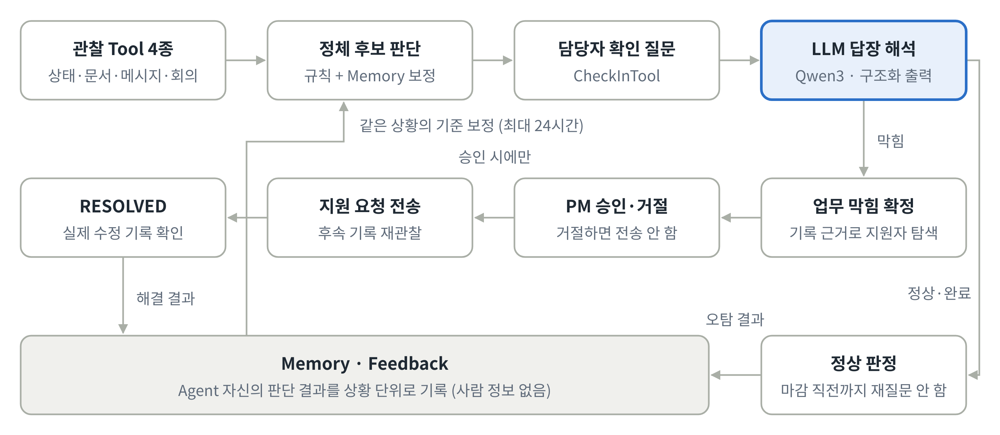 관찰 Tool 4종
상태·문서·메시지·회의
정체 후보 판단
규칙 + Memory 보정
담당자 확인 질문
CheckInTool
LLM 답장 해석
Qwen3 · 구조화 출력
같은 상황의 기준 보정 (최대 24시간)
막힘
승인 시에만
RESOLVED
실제 수정 기록 확인
지원 요청 전송
후속 기록 재관찰
PM 승인·거절
거절하면 전송 안 함
업무 막힘 확정
기록 근거로 지원자 탐색
해결 결과
정상·완료
오탐 결과
Memory · Feedback
Agent 자신의 판단 결과를 상황 단위로 기록 (사람 정보 없음)
정상 판정
마감 직전까지 재질문 안 함